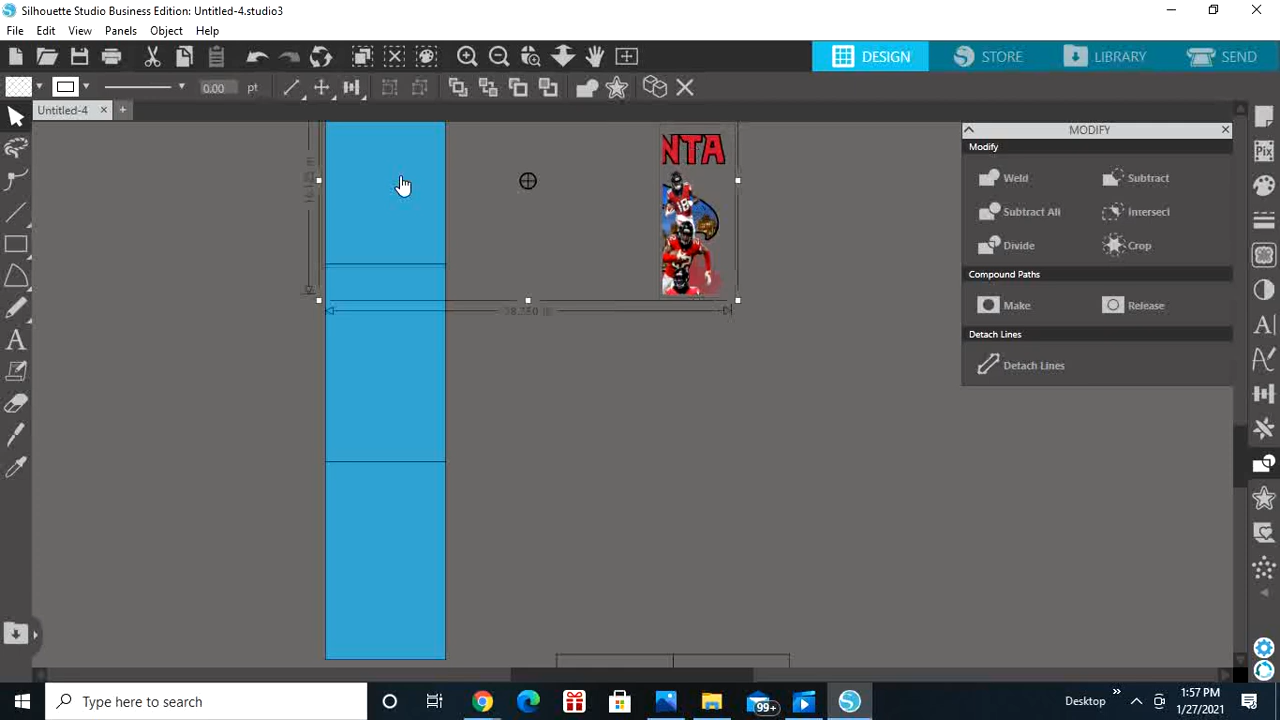 Silhouette Studio Business Edition: Untitled-4.studio3
File Edit View Panels Object Help
DESIGN STORE LIBRARY SEND
0.00 pt
Untitled-4
MODIFY
Modify
Weld Subtract
Subtract All Intersect
Divide Crop
Compound Paths
Make Release
Detach Lines
Detach Lines
NTA
18
Type here to search
99+
Desktop
1:57 PM
1/27/2021